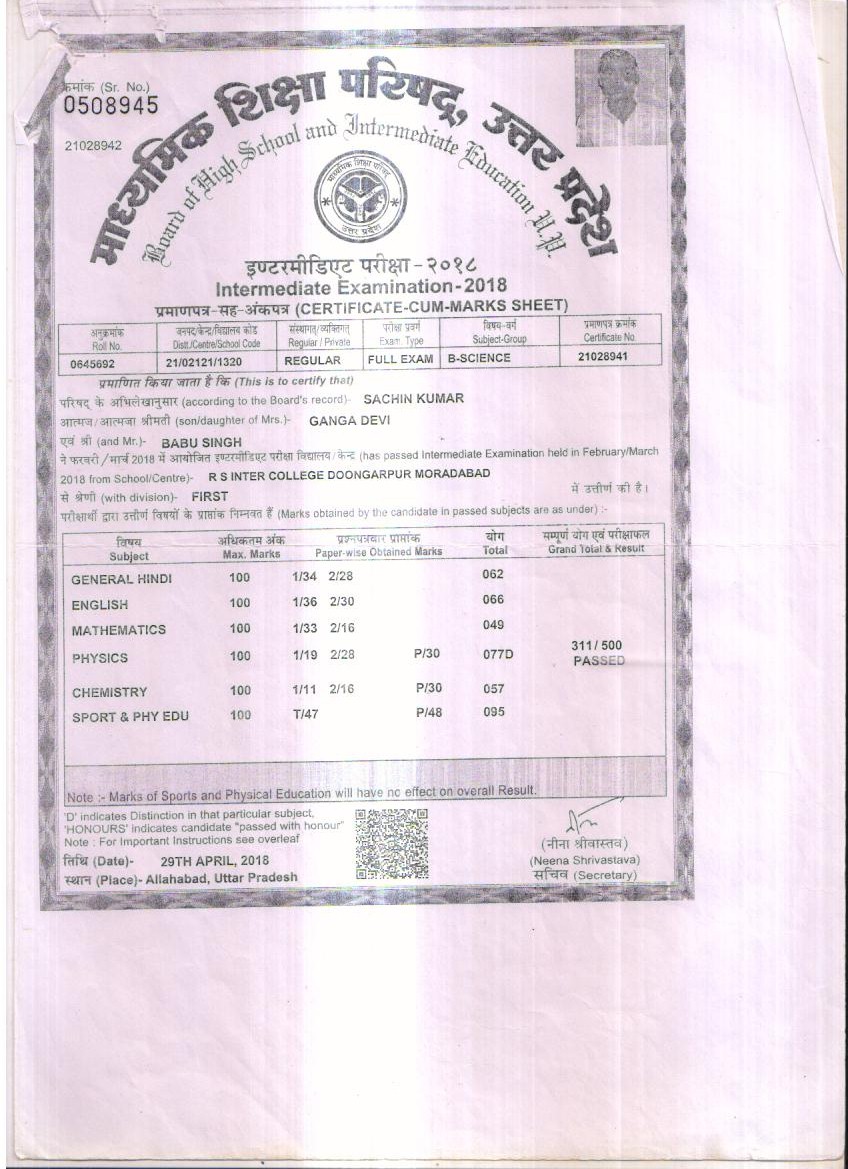 क्रमांक (Sr. No.)
0508945
21028942
माध्यमिक शिक्षा परिषद्, उत्तर प्रदेश
Board of High School and Intermediate Education U.P.
माध्यमिक शिक्षा परिषद्
उत्तर प्रदेश
इण्टरमीडिएट परीक्षा - २०१८
Intermediate Examination-2018
प्रमाणपत्र-सह-अंकपत्र (CERTIFICATE-CUM-MARKS SHEET)
अनुक्रमांक जनपद/केन्द्र/विद्यालय कोड संस्थागत/व्यक्तिगत परीक्षा प्रवर्ग विषय-वर्ग प्रमाणपत्र क्रमांक
Roll No. Distt./Centre/School Code Regular / Private Exam. Type Subject-Group Certificate No.
0645692 21/02121/1320 REGULAR FULL EXAM B-SCIENCE 21028941
प्रमाणित किया जाता है कि (This is to certify that)
परिषद् के अभिलेखानुसार (according to the Board's record)- SACHIN KUMAR
आत्मज/आत्मजा श्रीमती (son/daughter of Mrs.)- GANGA DEVI
एवं श्री (and Mr.)- BABU SINGH
ने फरवरी/मार्च 2018 में आयोजित इण्टरमीडिएट परीक्षा विद्यालय/केन्द्र (has passed Intermediate Examination held in February/March
2018 from School/Centre)- R S INTER COLLEGE DOONGARPUR MORADABAD
से श्रेणी (with division)- FIRST में उत्तीर्ण की है।
परीक्षार्थी द्वारा उत्तीर्ण विषयों के प्राप्तांक निम्नवत हैं (Marks obtained by the candidate in passed subjects are as under) :-
विषय अधिकतम अंक प्रश्नपत्रवार प्राप्तांक योग सम्पूर्ण योग एवं परीक्षाफल
Subject Max. Marks Paper-wise Obtained Marks Total Grand Total & Result
GENERAL HINDI 100 1/34 2/28 062
ENGLISH 100 1/36 2/30 066
MATHEMATICS 100 1/33 2/16 049
311/ 500
PHYSICS 100 1/19 2/28 P/30 077D
PASSED
CHEMISTRY 100 1/11 2/16 P/30 057
SPORT & PHY EDU 100 T/47 P/48 095
Note :- Marks of Sports and Physical Education will have no effect on overall Result.
'D' indicates Distinction in that particular subject,
'HONOURS' indicates candidate "passed with honour"
Note : For Important Instructions see overleaf
तिथि (Date)- 29TH APRIL, 2018
स्थान (Place)- Allahabad, Uttar Pradesh
(नीना श्रीवास्तव)
(Neena Shrivastava)
सचिव (Secretary)